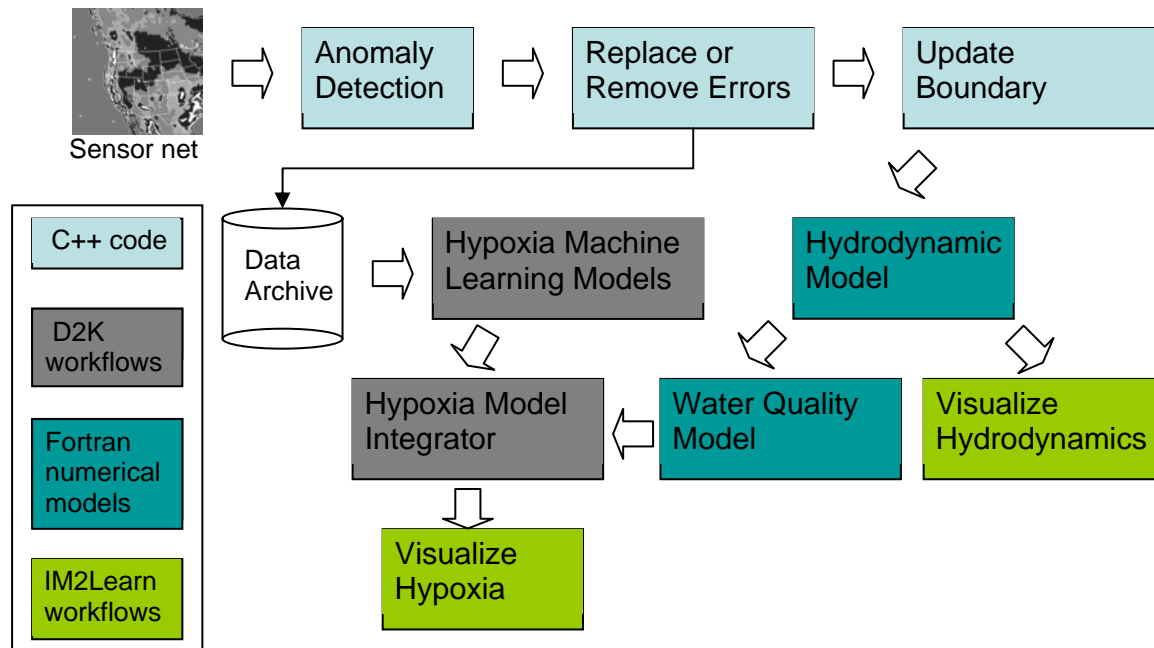 Sensor net
Anomaly
Detection
Replace or
Remove Errors
Update
Boundary
C++ code
D2K
workflows
Fortran
numerical
models
IM2Learn
workflows
Data
Archive
Hypoxia Machine
Learning Models
Hydrodynamic
Model
Hypoxia Model
Integrator
Water Quality
Model
Visualize
Hydrodynamics
Visualize
Hypoxia